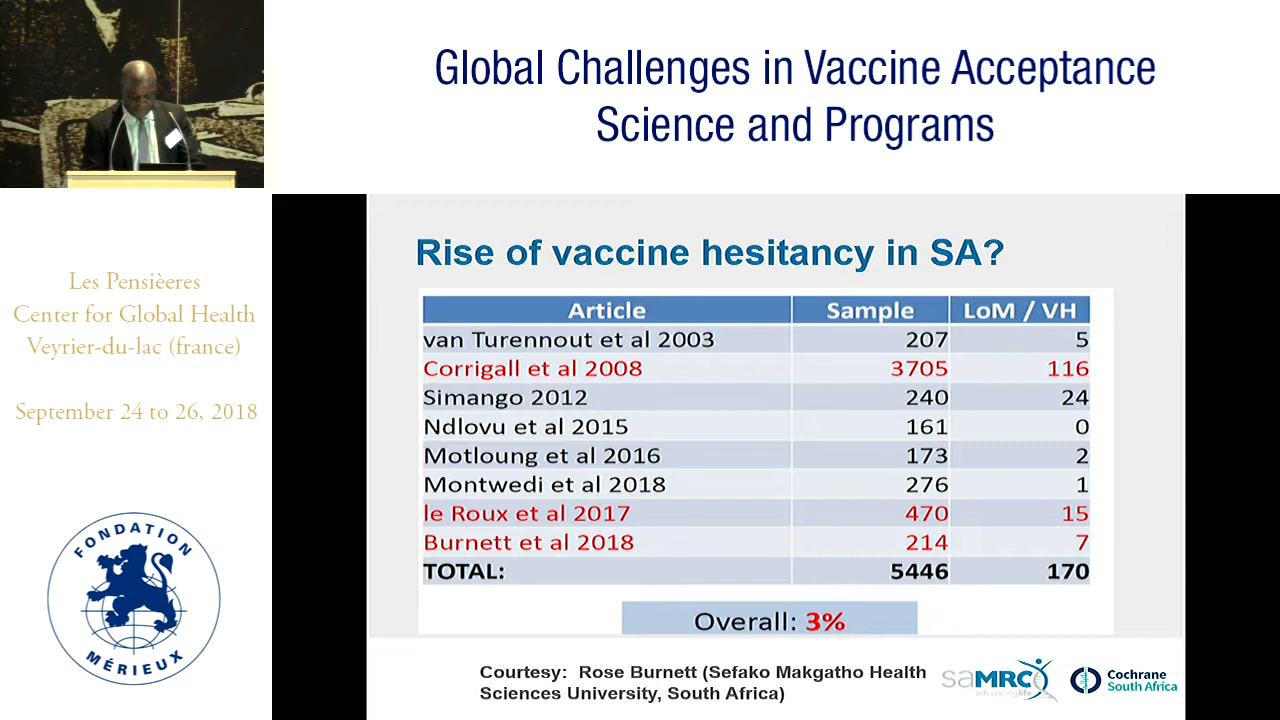 Global Challenges in Vaccine Acceptance
Science and Programs
Les Pensièeres
Center for Global Health
Veyrier-du-lac (france)
September 24 to 26, 2018
FONDATION
MÉRIEUX
Rise of vaccine hesitancy in SA?
Article Sample LoM / VH
van Turennout et al 2003 207 5
Corrigall et al 2008 3705 116
Simango 2012 240 24
Ndlovu et al 2015 161 0
Motloung et al 2016 173 2
Montwedi et al 2018 276 1
le Roux et al 2017 470 15
Burnett et al 2018 214 7
TOTAL: 5446 170
Overall: 3%
Courtesy: Rose Burnett (Sefako Makgatho Health
Sciences University, South Africa)
saMRC
advancing life
Cochrane
South Africa